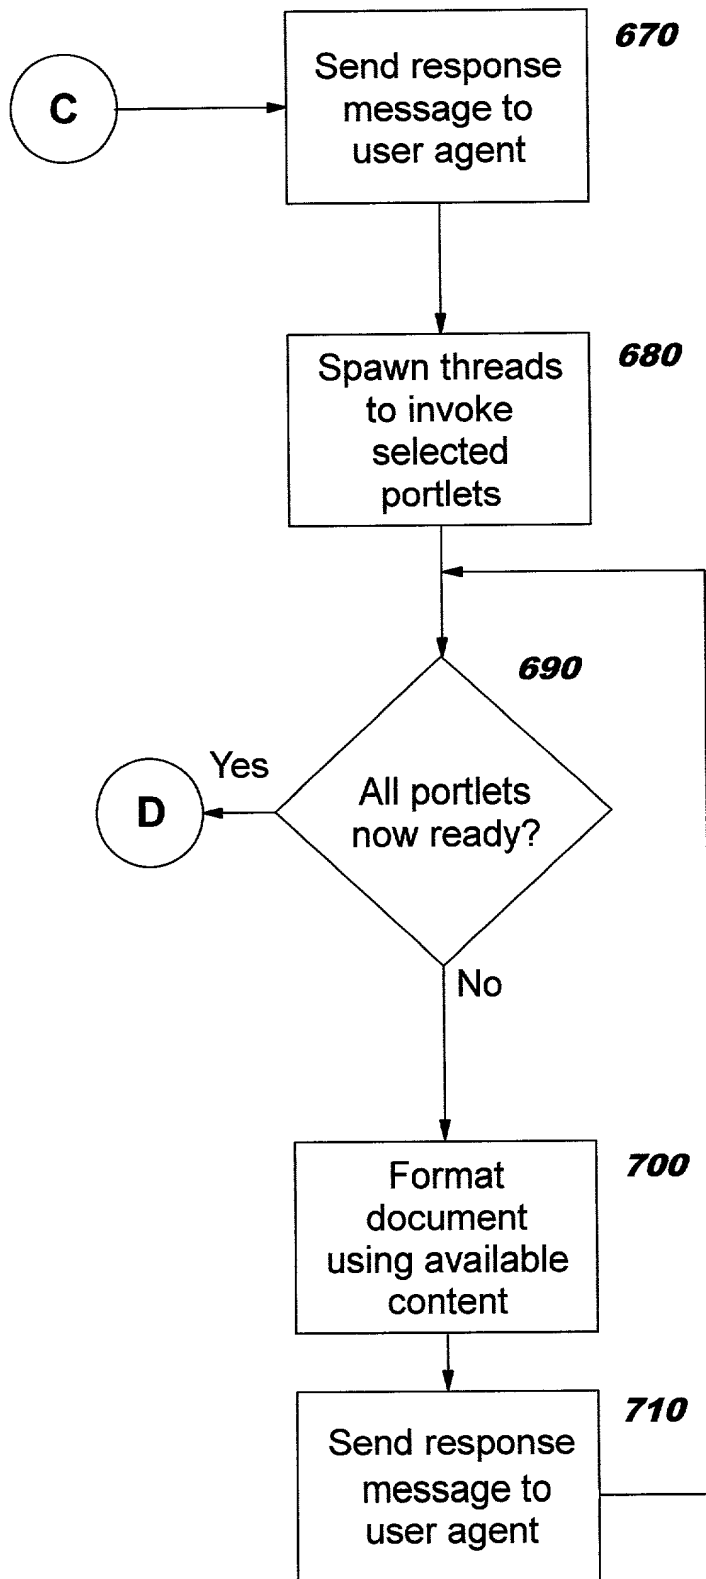 670
C
Send response
message to
user agent
680
Spawn threads
to invoke
selected
portlets
690
Yes
D
All portlets
now ready?
No
700
Format
document
using available
content
710
Send response
message to
user agent